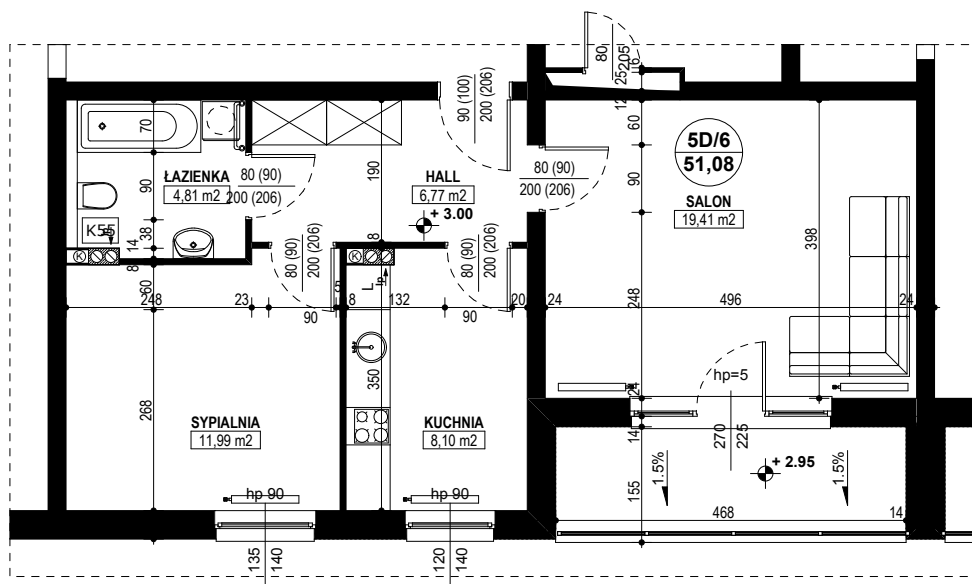 80
205
16
25
12
90 (100)
200 (206)
60
70
ŁAZIENKA
4,81 m2
80 (90)
200 (206)
190
HALL
6,77 m2
+ 3.00
80 (90)
200 (206)
90
5D/6
51,08
SALON
19,41 m2
398
90
38
14
K55
K
8
60
8
80 (90)
200 (206)
K
80 (90)
200 (206)
L
lp
248
23
5
90
8
132
90
20
24
248
496
24
350
hp=5
24
268
SYPIALNIA
11,99 m2
KUCHNIA
8,10 m2
14
270
225
1.5%
+ 2.95
1.5%
155
hp 90
hp 90
468
14
135
140
120
140